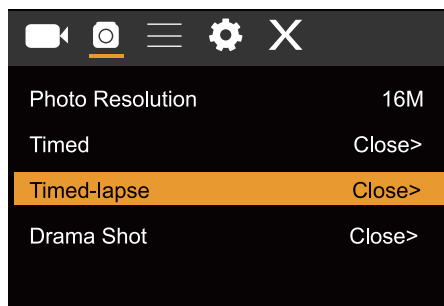 Photo Resolution 16M
Timed Close>
Timed-lapse Close>
Drama Shot Close>